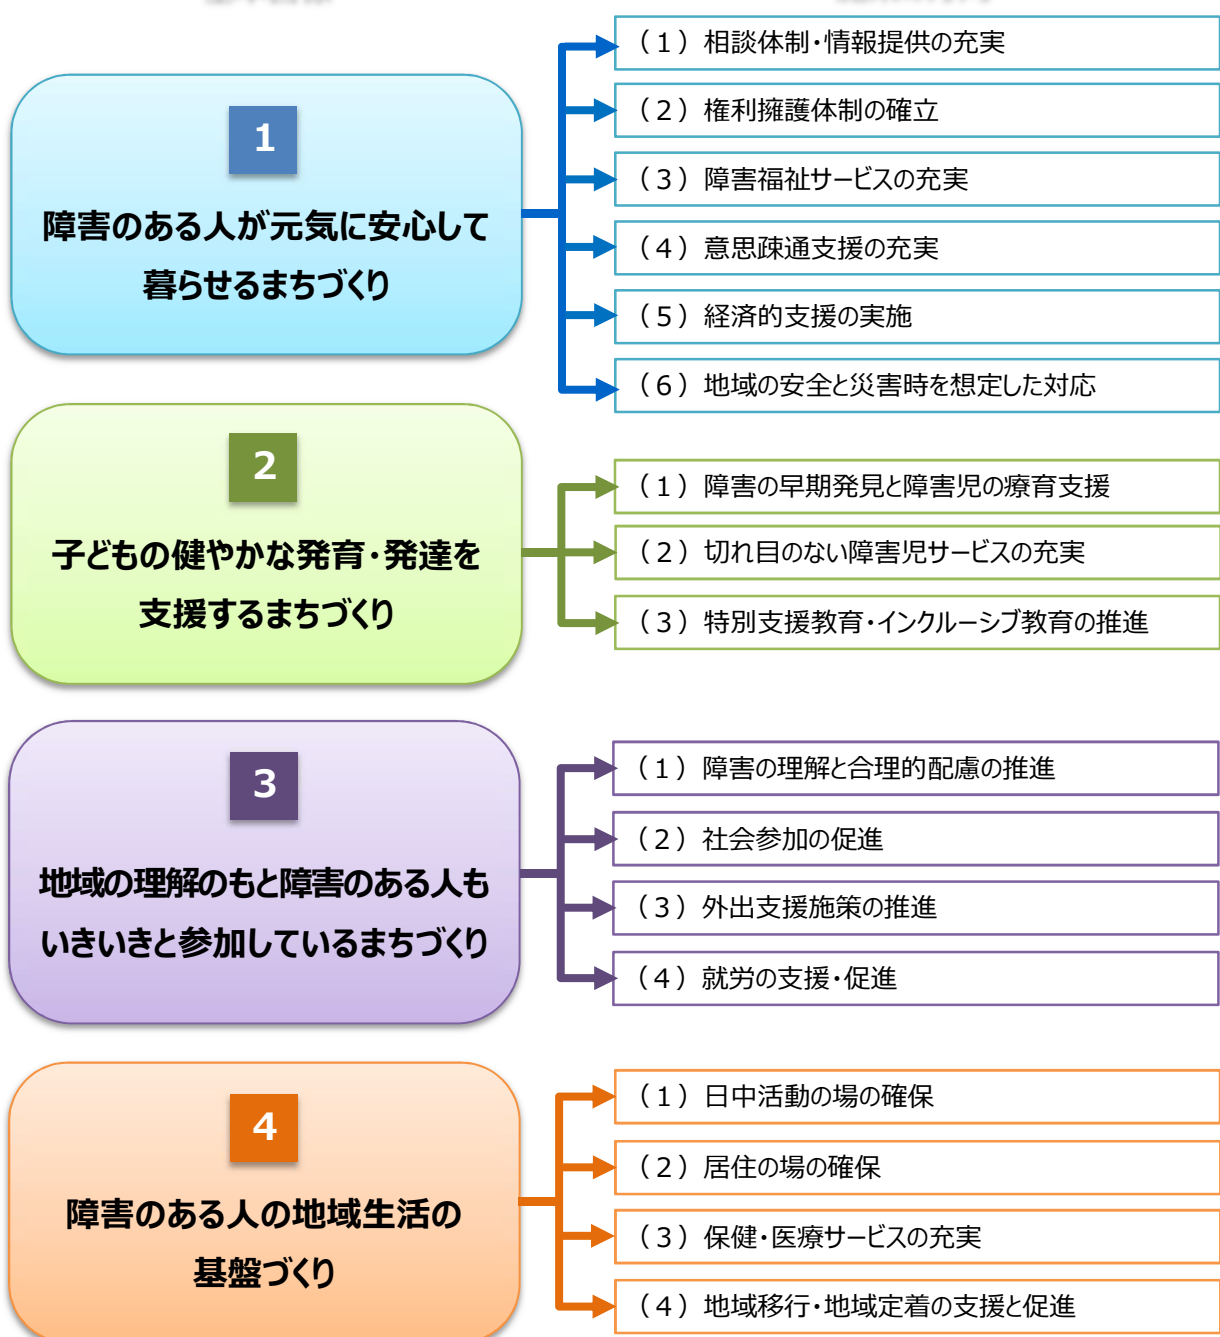 1
障害のある人が元気に安心して
暮らせるまちづくり
（１）相談体制・情報提供の充実
（２）権利擁護体制の確立
（３）障害福祉サービスの充実
（４）意思疎通支援の充実
（５）経済的支援の実施
（６）地域の安全と災害時を想定した対応
2
子どもの健やかな発育・発達を
支援するまちづくり
（１）障害の早期発見と障害児の療育支援
（２）切れ目のない障害児サービスの充実
（３）特別支援教育・インクルーシブ教育の推進
3
地域の理解のもと障害のある人も
いきいきと参加しているまちづくり
（１）障害の理解と合理的配慮の推進
（２）社会参加の促進
（３）外出支援施策の推進
（４）就労の支援・促進
4
障害のある人の地域生活の
基盤づくり
（１）日中活動の場の確保
（２）居住の場の確保
（３）保健・医療サービスの充実
（４）地域移行・地域定着の支援と促進